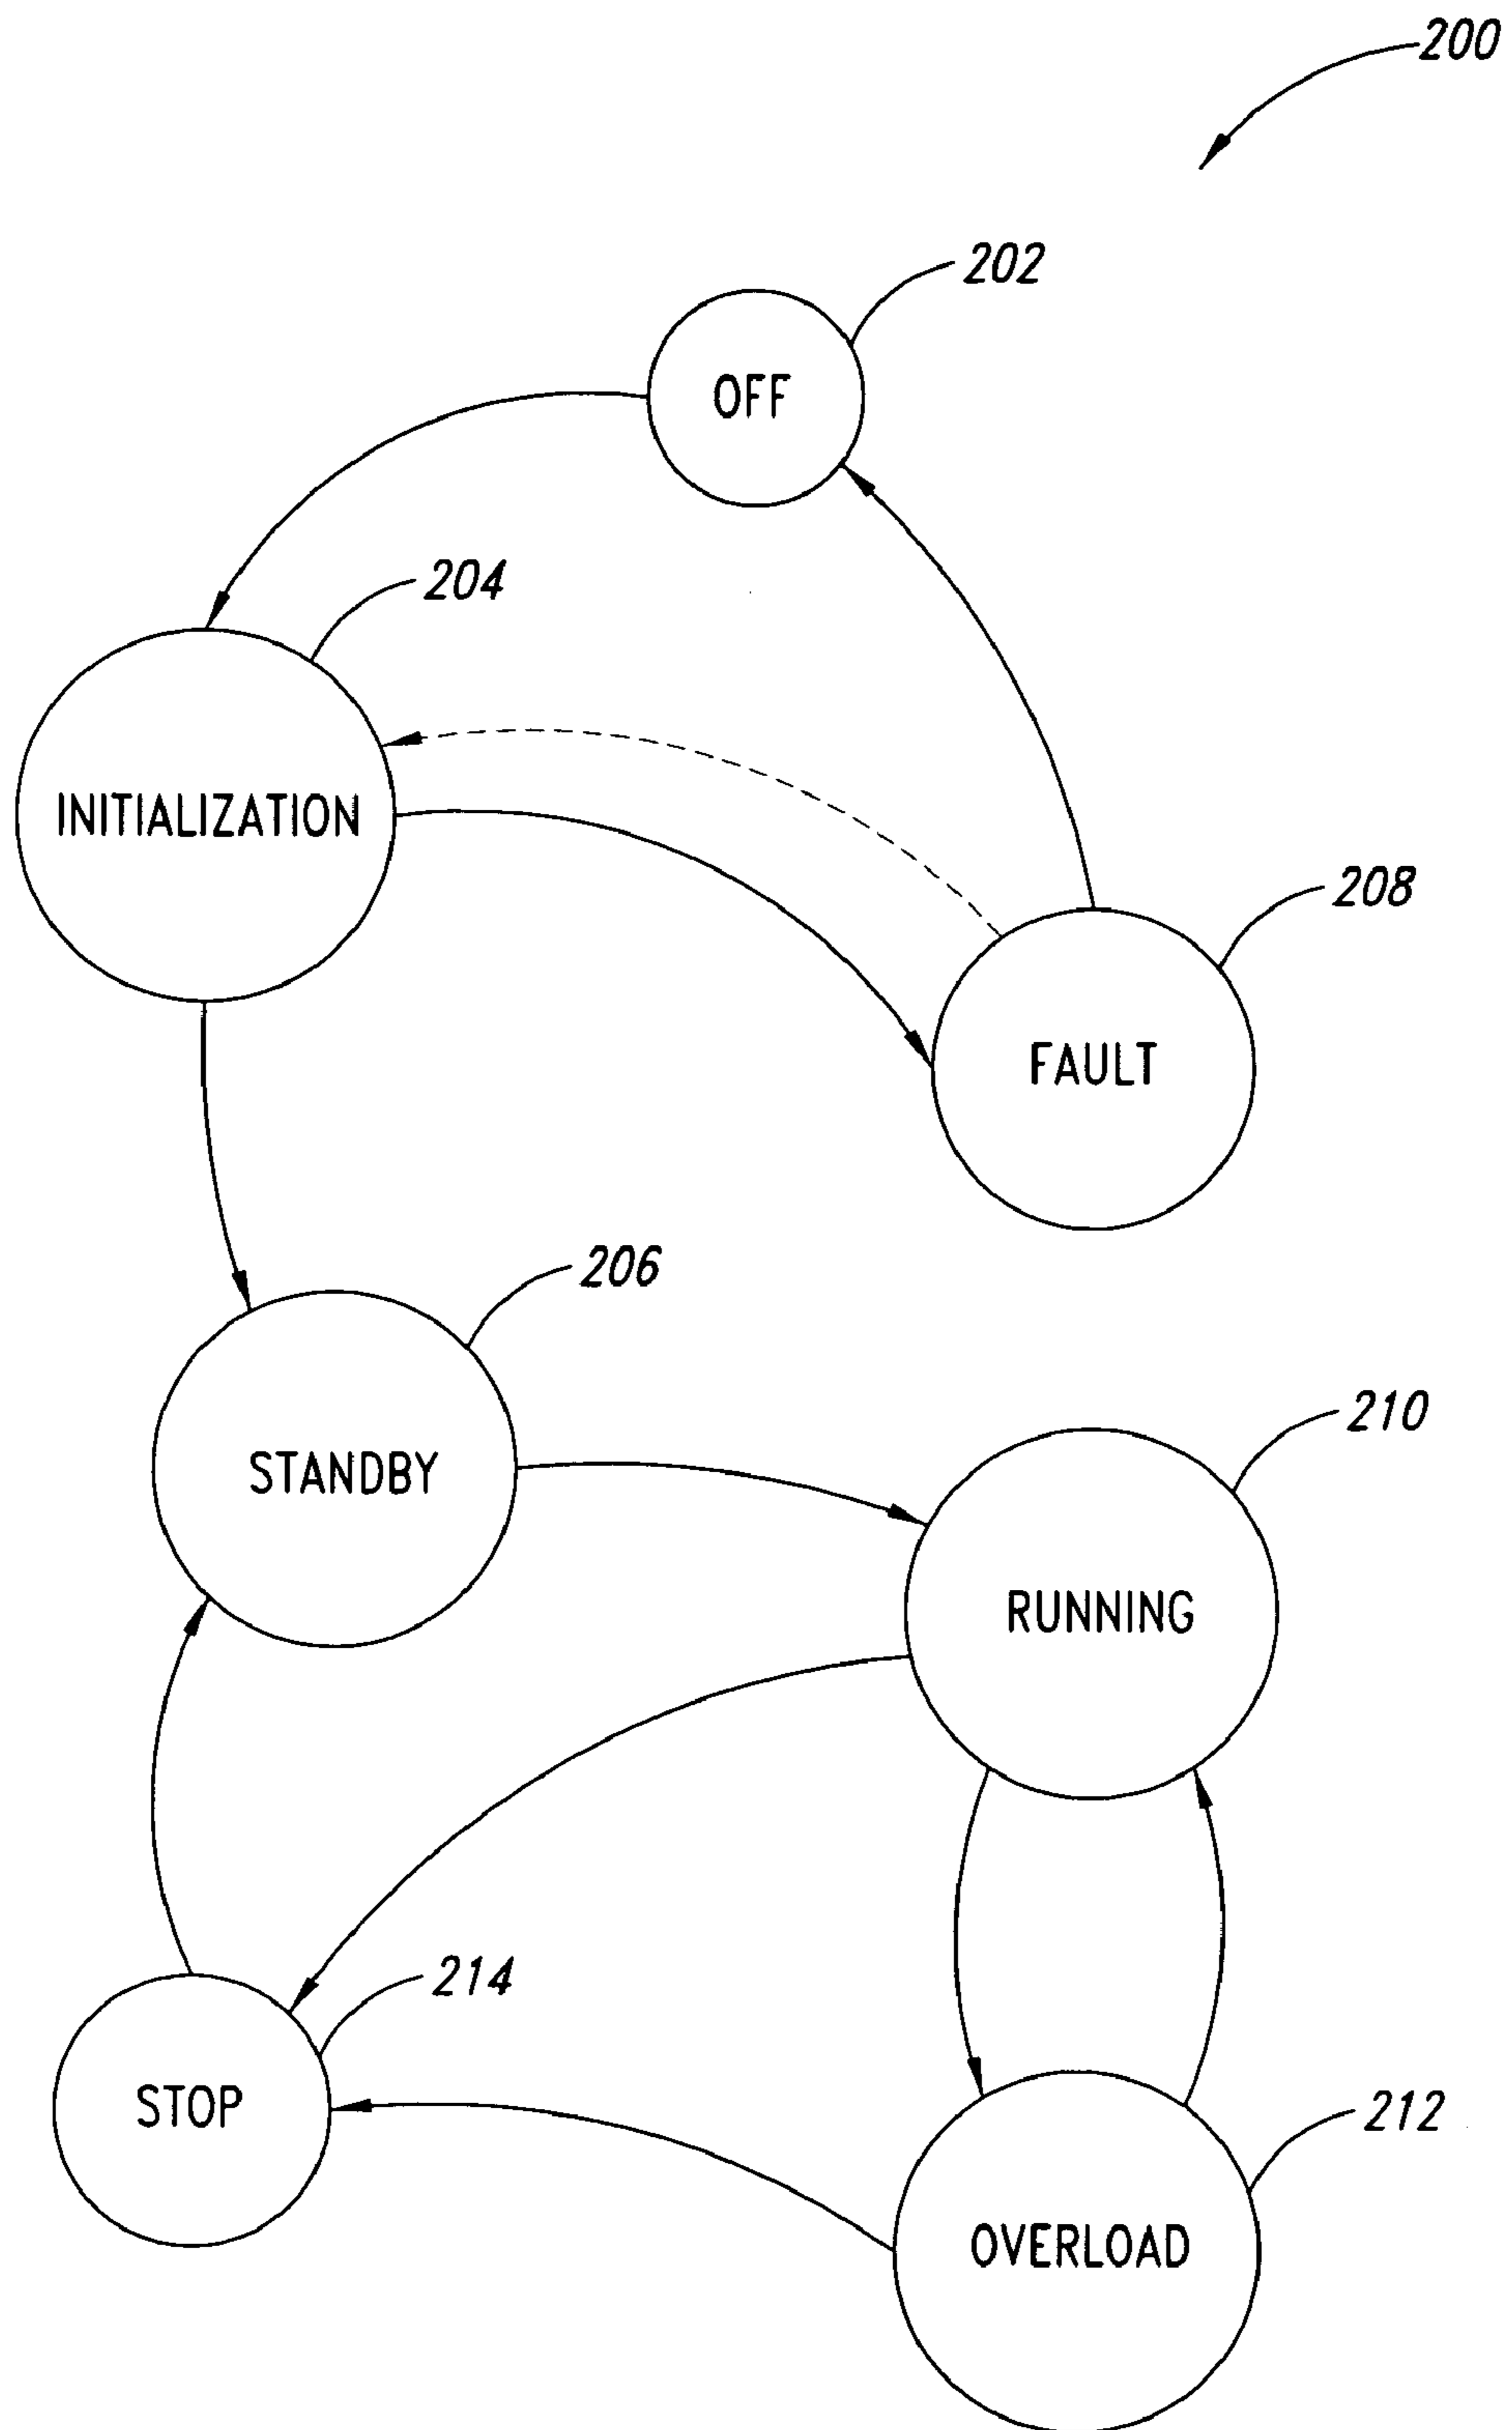 200
202
OFF
204
INITIALIZATION
208
FAULT
206
STANDBY
210
RUNNING
214
STOP
212
OVERLOAD